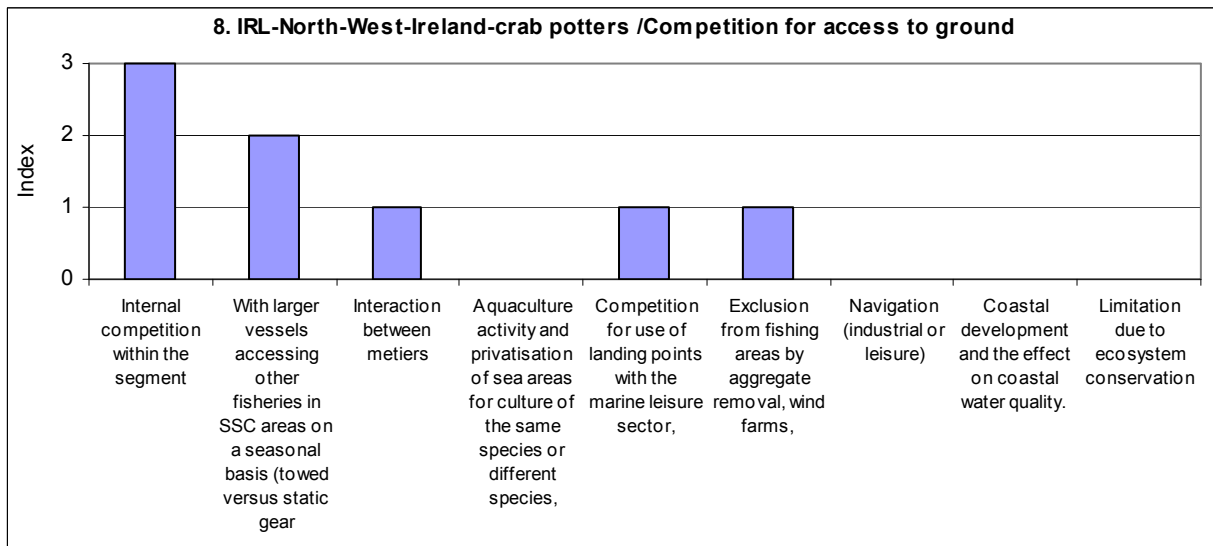 8. IRL-North-West-Ireland-crab potters /Competition for access to ground
3
2
1
0
Index
Internal
competition
within the
segment
With larger
vessels
accessing
other
fisheries in
SSC areas on
a seasonal
basis (towed
versus static
gear
Interaction
between
metiers
Aquaculture
activity and
privatisation
of sea areas
for culture of
the same
species or
different
species,
Competition
for use of
landing points
with the
marine leisure
sector,
Exclusion
from fishing
areas by
aggregate
removal, wind
farms,
Navigation
(industrial or
leisure)
Coastal
development
and the effect
on coastal
water quality.
Limitation
due to
ecosystem
conservation